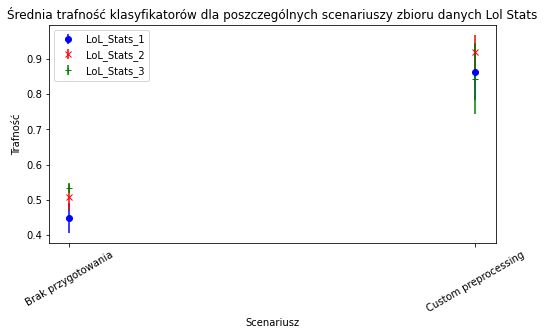 Średnia trafność klasyfikatorów dla poszczególnych scenariuszy zbioru danych Lol Stats
LoL_Stats_1
LoL_Stats_2
LoL_Stats_3
Trafność
0.9
0.8
0.7
0.6
0.5
0.4
Brak przygotowania
Custom preprocessing
Scenariusz